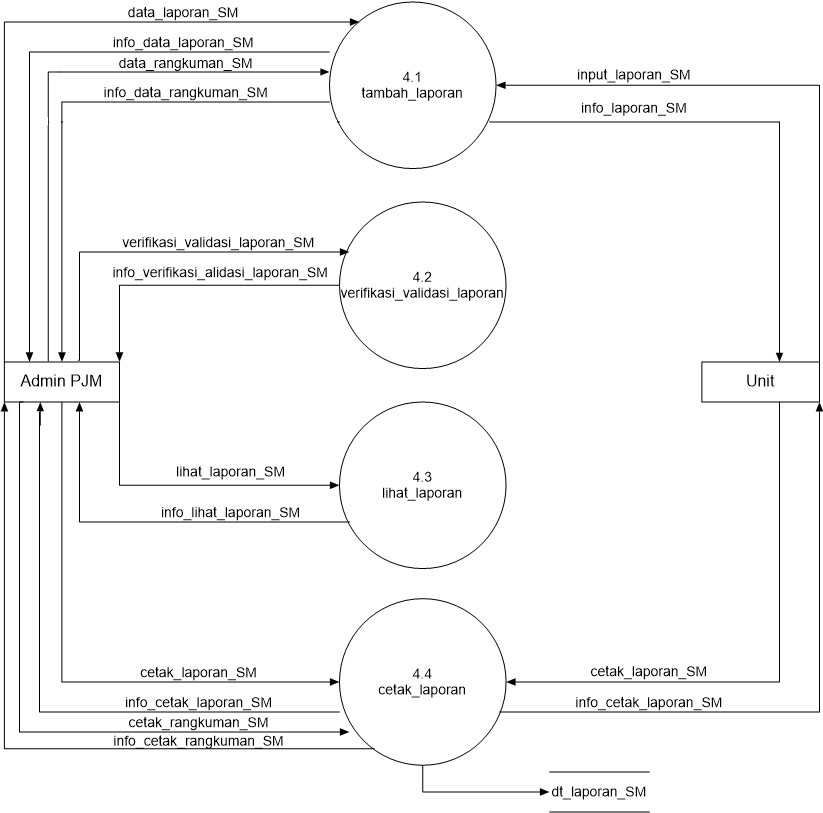 data_laporan_SM
info_data_laporan_SM
data_rangkuman_SM
info_data_rangkuman_SM
4.1
tambah_laporan
input_laporan_SM
info_laporan_SM
verifikasi_validasi_laporan_SM
info_verifikasi_alidasi_laporan_SM
4.2
verifikasi_validasi_laporan
Admin PJM
Unit
lihat_laporan_SM
info_lihat_laporan_SM
4.3
lihat_laporan
cetak_laporan_SM
info_cetak_laporan_SM
cetak_rangkuman_SM
info_cetak_rangkuman_SM
4.4
cetak_laporan
cetak_laporan_SM
info_cetak_laporan_SM
dt_laporan_SM